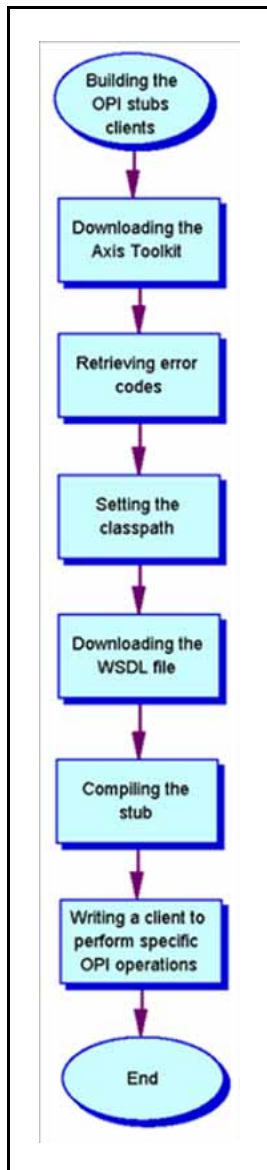 Building the
OPI stubs
clients
Downloading the
Axis Toolkit
Retrieving error
codes
Setting the
classpath
Downloading the
WSDL file
Compiling the
stub
Writing a client to
perform specific
OPI operations
End